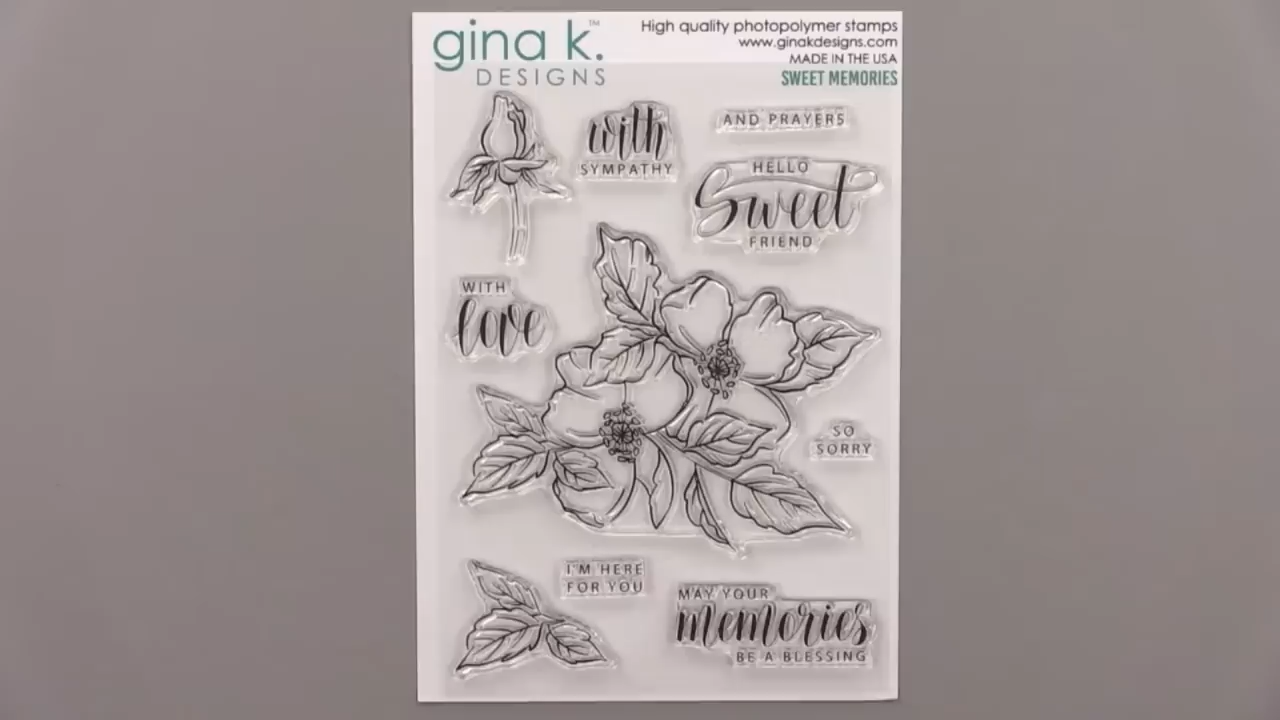 gina k.™
DESIGNS
High quality photopolymer stamps
www.ginakdesigns.com
MADE IN THE USA
SWEET MEMORIES
with
SYMPATHY
AND PRAYERS
HELLO
Sweet
FRIEND
WITH
love
SO
SORRY
I'M HERE
FOR YOU
MAY YOUR
memories
BE A BLESSING